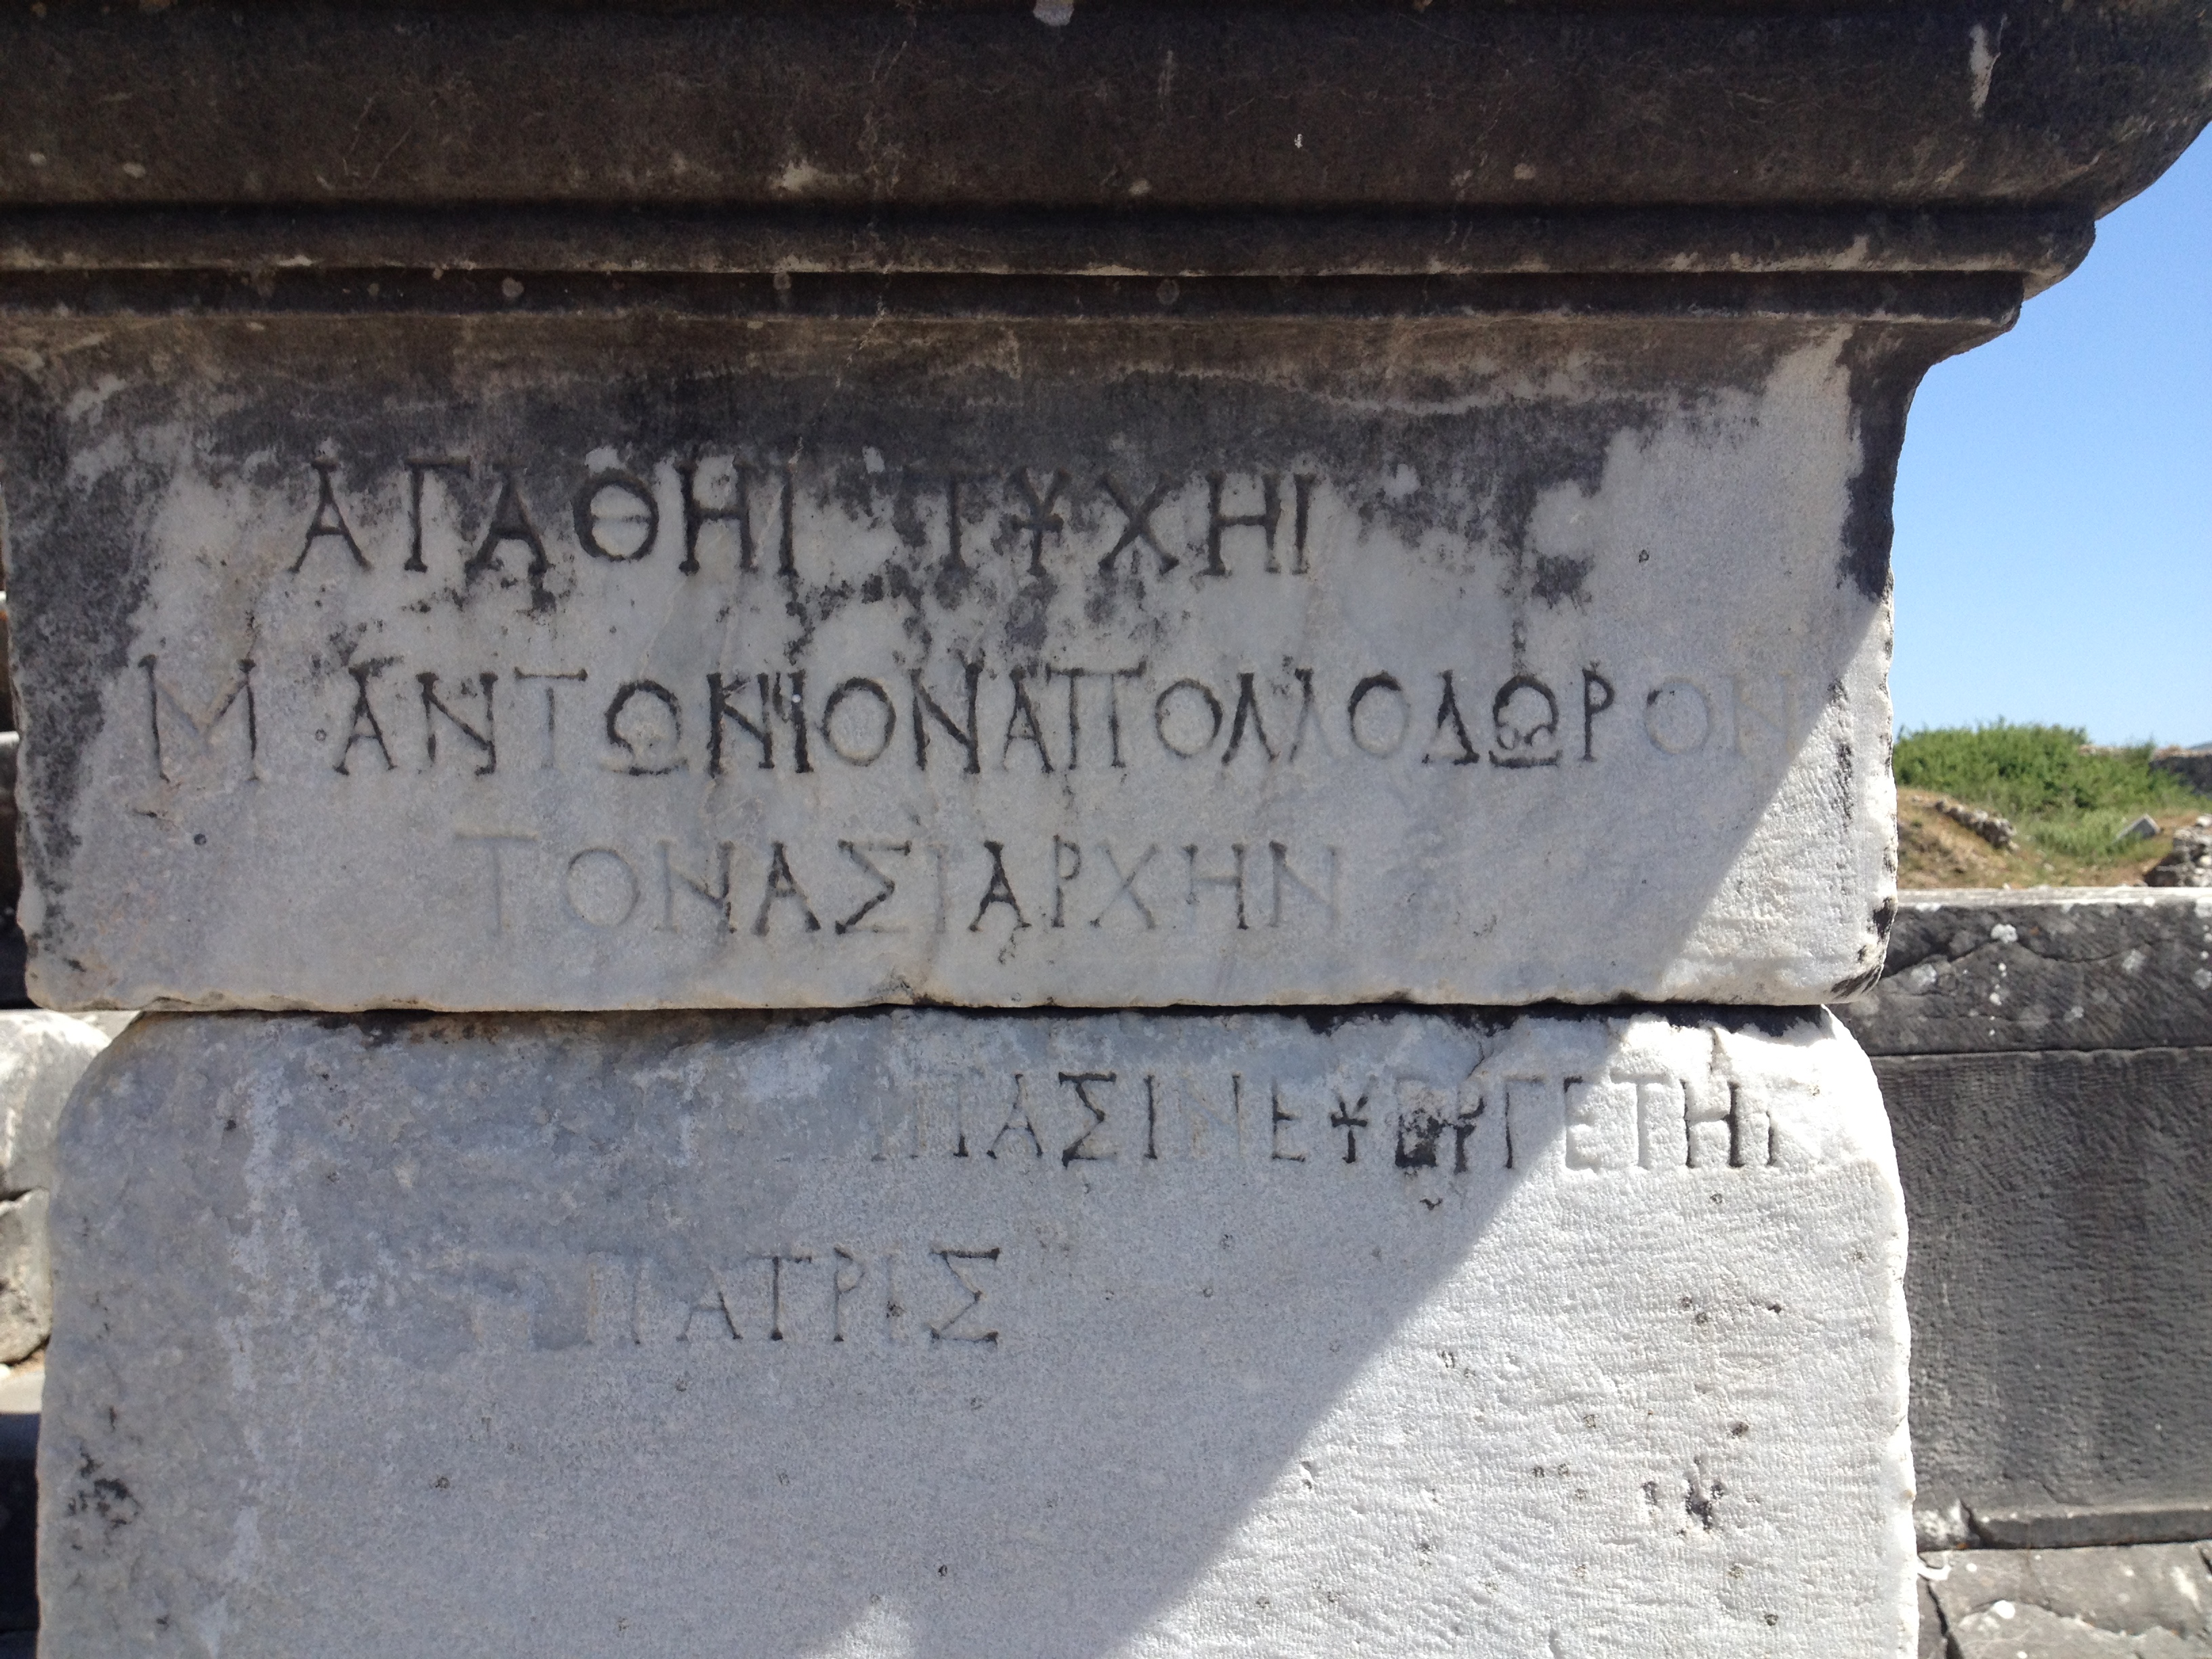 ΑΓΑΘΗΙ ΤΥΧΗΙ
Μ ΑΝΤΩΝΙΟΝ ΑΠΟΛΛΟΔΩΡΟΝ
ΤΟΝ ΑΣΙΑΡΧΗΝ
ΠΑΣΙΝ ΕΥΕΡΓΕΤΗΝ
ΠΑΤΡΙΣ